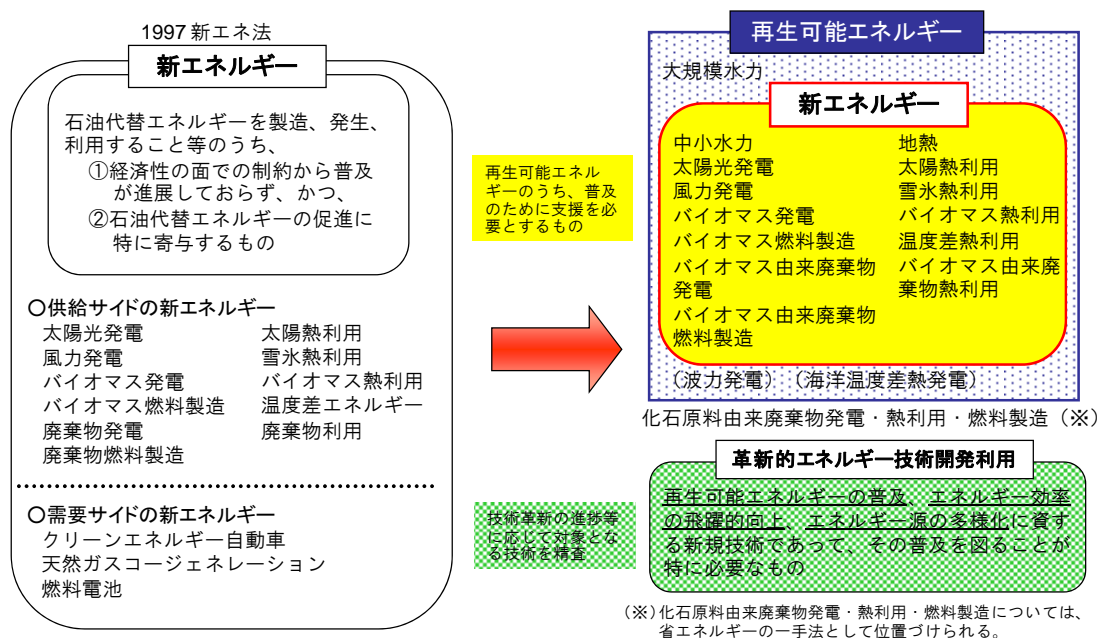 1997 新エネ法
新エネルギー
石油代替エネルギーを製造、発生、
利用すること等のうち、
①経済性の面での制約から普及
が進展しておらず、かつ、
②石油代替エネルギーの促進に
特に寄与するもの
○供給サイドの新エネルギー
太陽光発電 太陽熱利用
風力発電 雪氷熱利用
バイオマス発電 バイオマス熱利用
バイオマス燃料製造 温度差エネルギー
廃棄物発電 廃棄物利用
廃棄物燃料製造
○需要サイドの新エネルギー
クリーンエネルギー自動車
天然ガスコージェネレーション
燃料電池
再生可能エネル
ギーのうち、普及
のために支援を必
要とするもの
技術革新の進捗等
に応じて対象とな
る技術を精査
再生可能エネルギー
大規模水力
新エネルギー
中小水力 地熱
太陽光発電 太陽熱利用
風力発電 雪氷熱利用
バイオマス発電 バイオマス熱利用
バイオマス燃料製造 温度差熱利用
バイオマス由来廃棄物 バイオマス由来廃
発電 棄物熱利用
バイオマス由来廃棄物
燃料製造
（波力発電）（海洋温度差熱発電）
化石原料由来廃棄物発電・熱利用・燃料製造（※）
革新的エネルギー技術開発利用
再生可能エネルギーの普及、エネルギー効率
の飛躍的向上、エネルギー源の多様化に資す
る新規技術であって、その普及を図ることが
特に必要なもの
（※）化石原料由来廃棄物発電・熱利用・燃料製造については、
省エネルギーの一手法として位置づけられる。